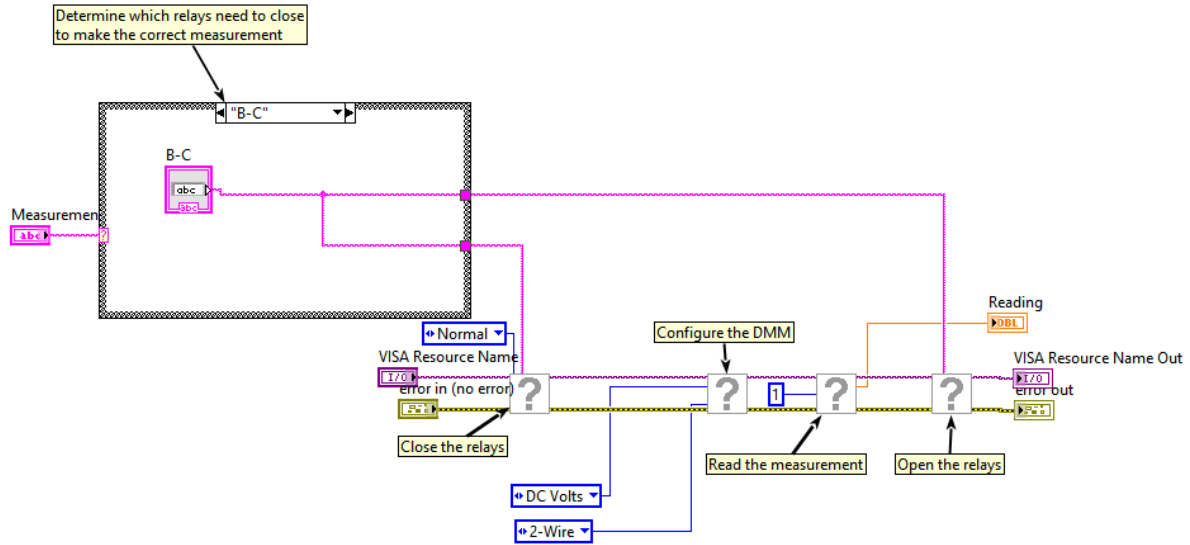 Determine which relays need to close
to make the correct measurement
"B-C"
B-C
abc
abc
Measuremen
abc
?
Reading
DBL
Normal
Configure the DMM
VISA Resource Name
I/O
VISA Resource Name Out
I/O
error in (no error)
?
?
1
?
?
error out
Close the relays
Read the measurement
Open the relays
DC Volts
2-Wire